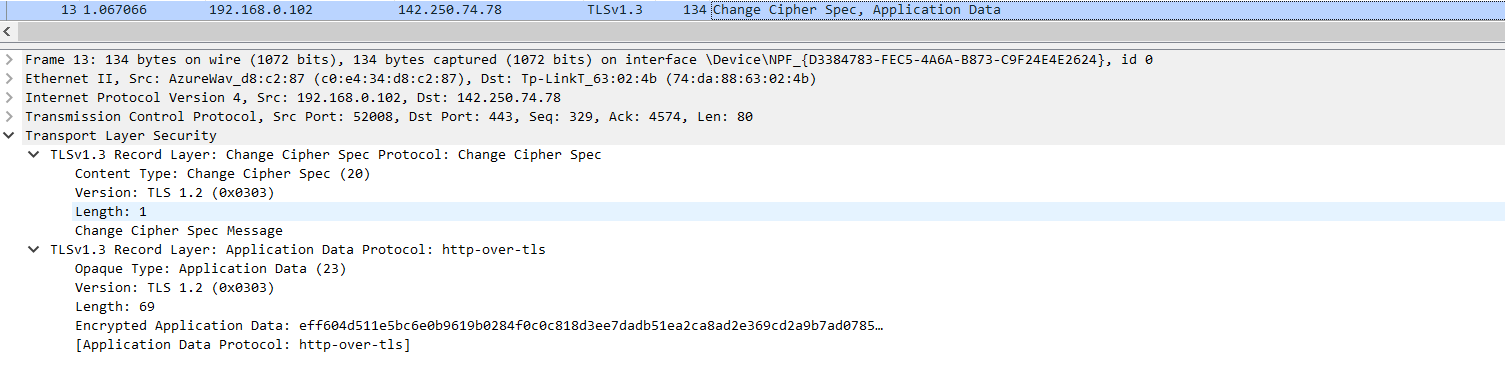 13 1.067066 192.168.0.102 142.250.74.78 TLSv1.3 134 Change Cipher Spec, Application Data
Frame 13: 134 bytes on wire (1072 bits), 134 bytes captured (1072 bits) on interface \Device\NPF_{D3384783-FEC5-4A6A-B873-C9F24E4E2624}, id 0
Ethernet II, Src: AzureWav_d8:c2:87 (c0:e4:34:d8:c2:87), Dst: Tp-LinkT_63:02:4b (74:da:88:63:02:4b)
Internet Protocol Version 4, Src: 192.168.0.102, Dst: 142.250.74.78
Transmission Control Protocol, Src Port: 52008, Dst Port: 443, Seq: 329, Ack: 4574, Len: 80
Transport Layer Security
TLSv1.3 Record Layer: Change Cipher Spec Protocol: Change Cipher Spec
Content Type: Change Cipher Spec (20)
Version: TLS 1.2 (0x0303)
Length: 1
Change Cipher Spec Message
TLSv1.3 Record Layer: Application Data Protocol: http-over-tls
Opaque Type: Application Data (23)
Version: TLS 1.2 (0x0303)
Length: 69
Encrypted Application Data: eff604d511e5bc6e0b9619b0284f0c0c818d3ee7dadb51ea2ca8ad2e369cd2a9b7ad0785…
[Application Data Protocol: http-over-tls]